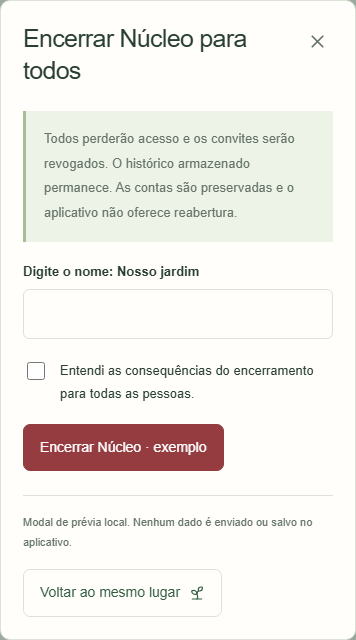 Encerrar Núcleo para
todos
Todos perderão acesso e os convites serão
revogados. O histórico armazenado
permanece. As contas são preservadas e o
aplicativo não oferece reabertura.
Digite o nome: Nosso jardim
Entendi as consequências do encerramento
para todas as pessoas.
Encerrar Núcleo · exemplo
Modal de prévia local. Nenhum dado é enviado ou salvo no
aplicativo.
Voltar ao mesmo lugar